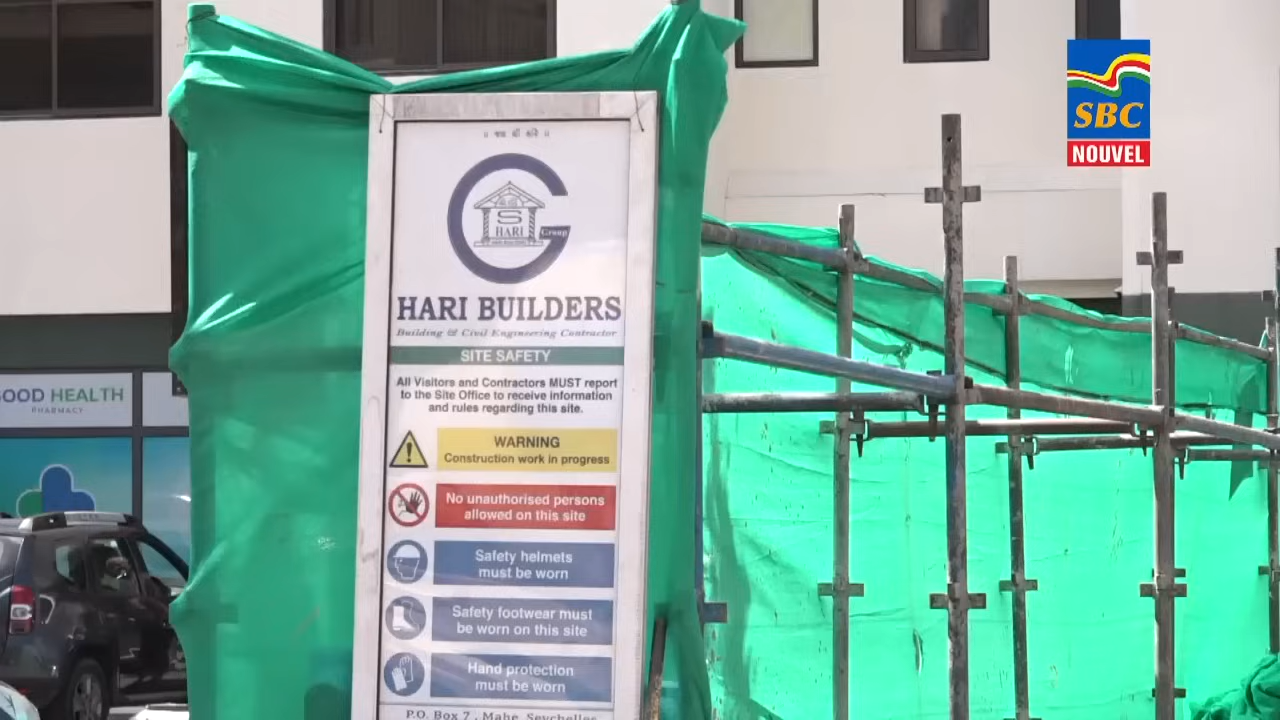 SBC
NOUVEL
॥ જય શ્રી હરિ ॥
S
HARI
Group
HARI BUILDERS
Building & Civil Engineering Contractor
SITE SAFETY
All Visitors and Contractors MUST report
to the Site Office to receive information
and rules regarding this site.
WARNING
Construction work in progress
No unauthorised persons
allowed on this site
Safety helmets
must be worn
Safety footwear must
be worn on this site
Hand protection
must be worn
P.O. Box 7, Mahe, Seychelles
OOD HEALTH
PHARMACY